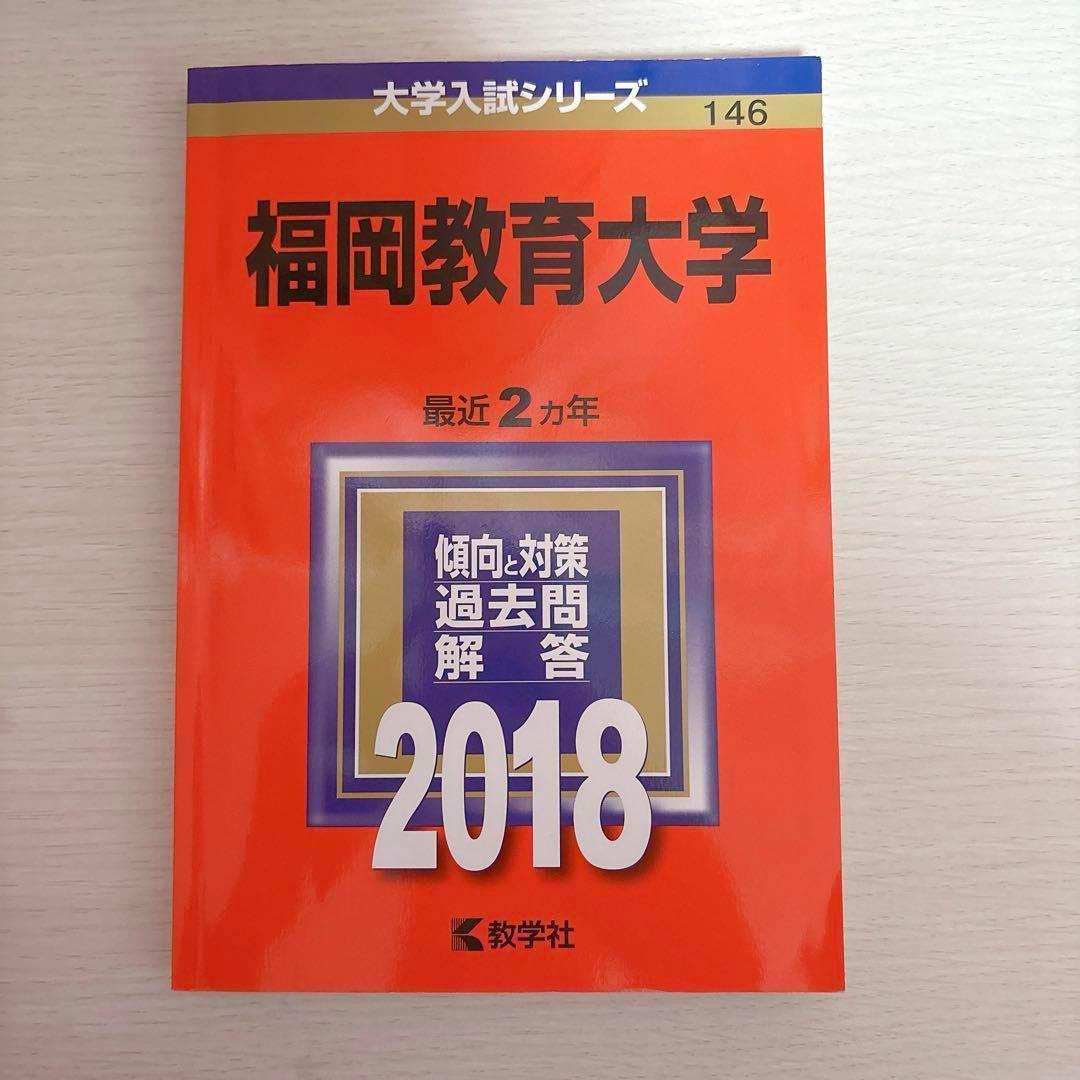 大学入試シリーズ
146
福岡教育大学
最近2カ年
傾向と対策
過去問
解答
2018
教学社